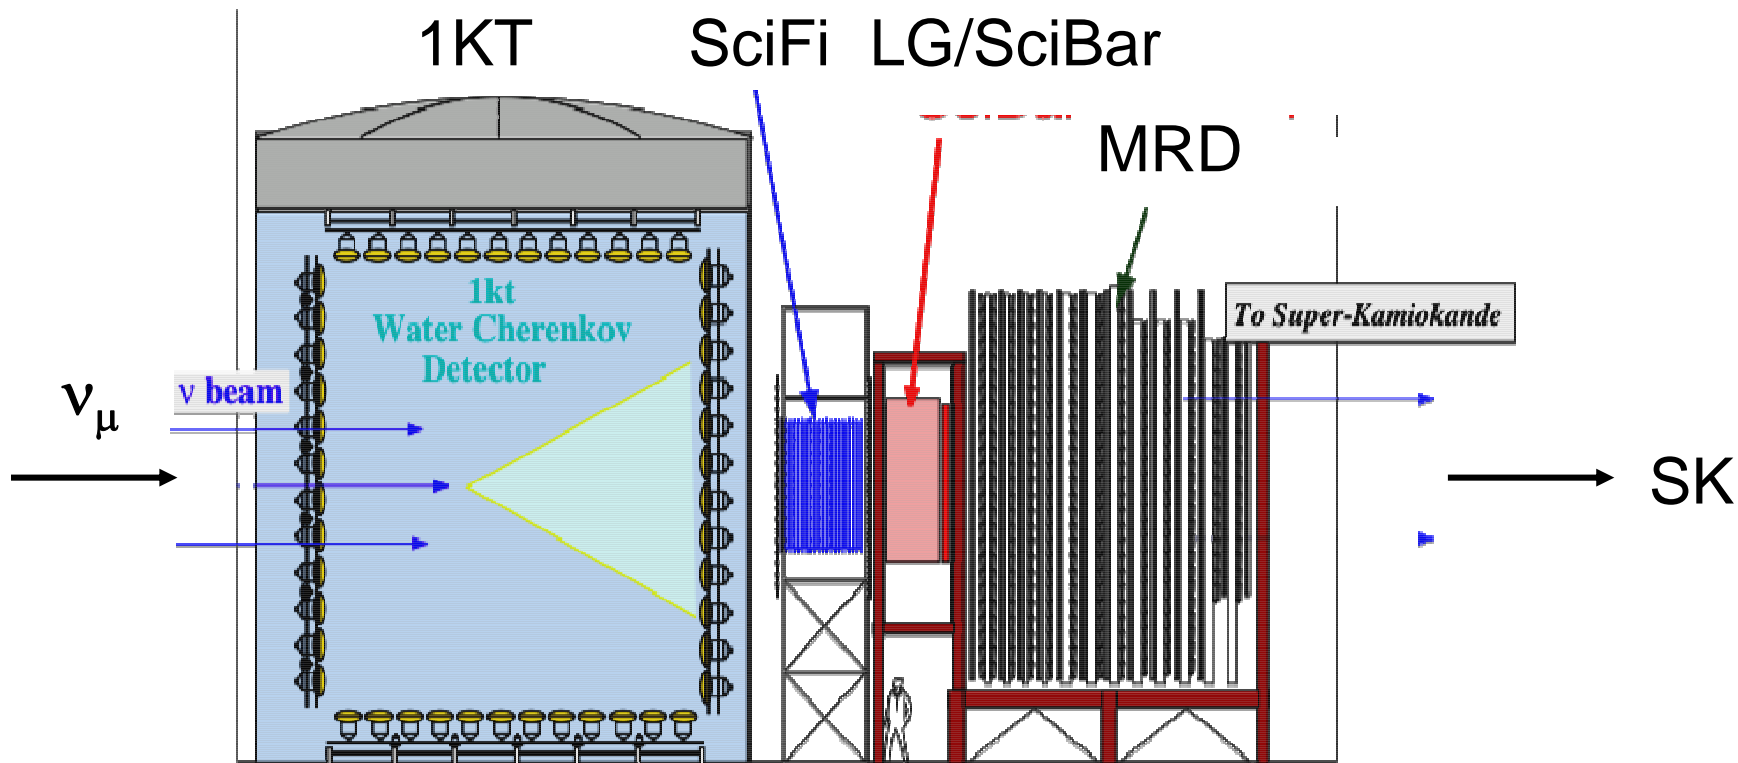 1KT
SciFi
LG/SciBar
MRD
1kt
Water Cherenkov
Detector
To Super-Kamiokande
νμ
ν beam
SK